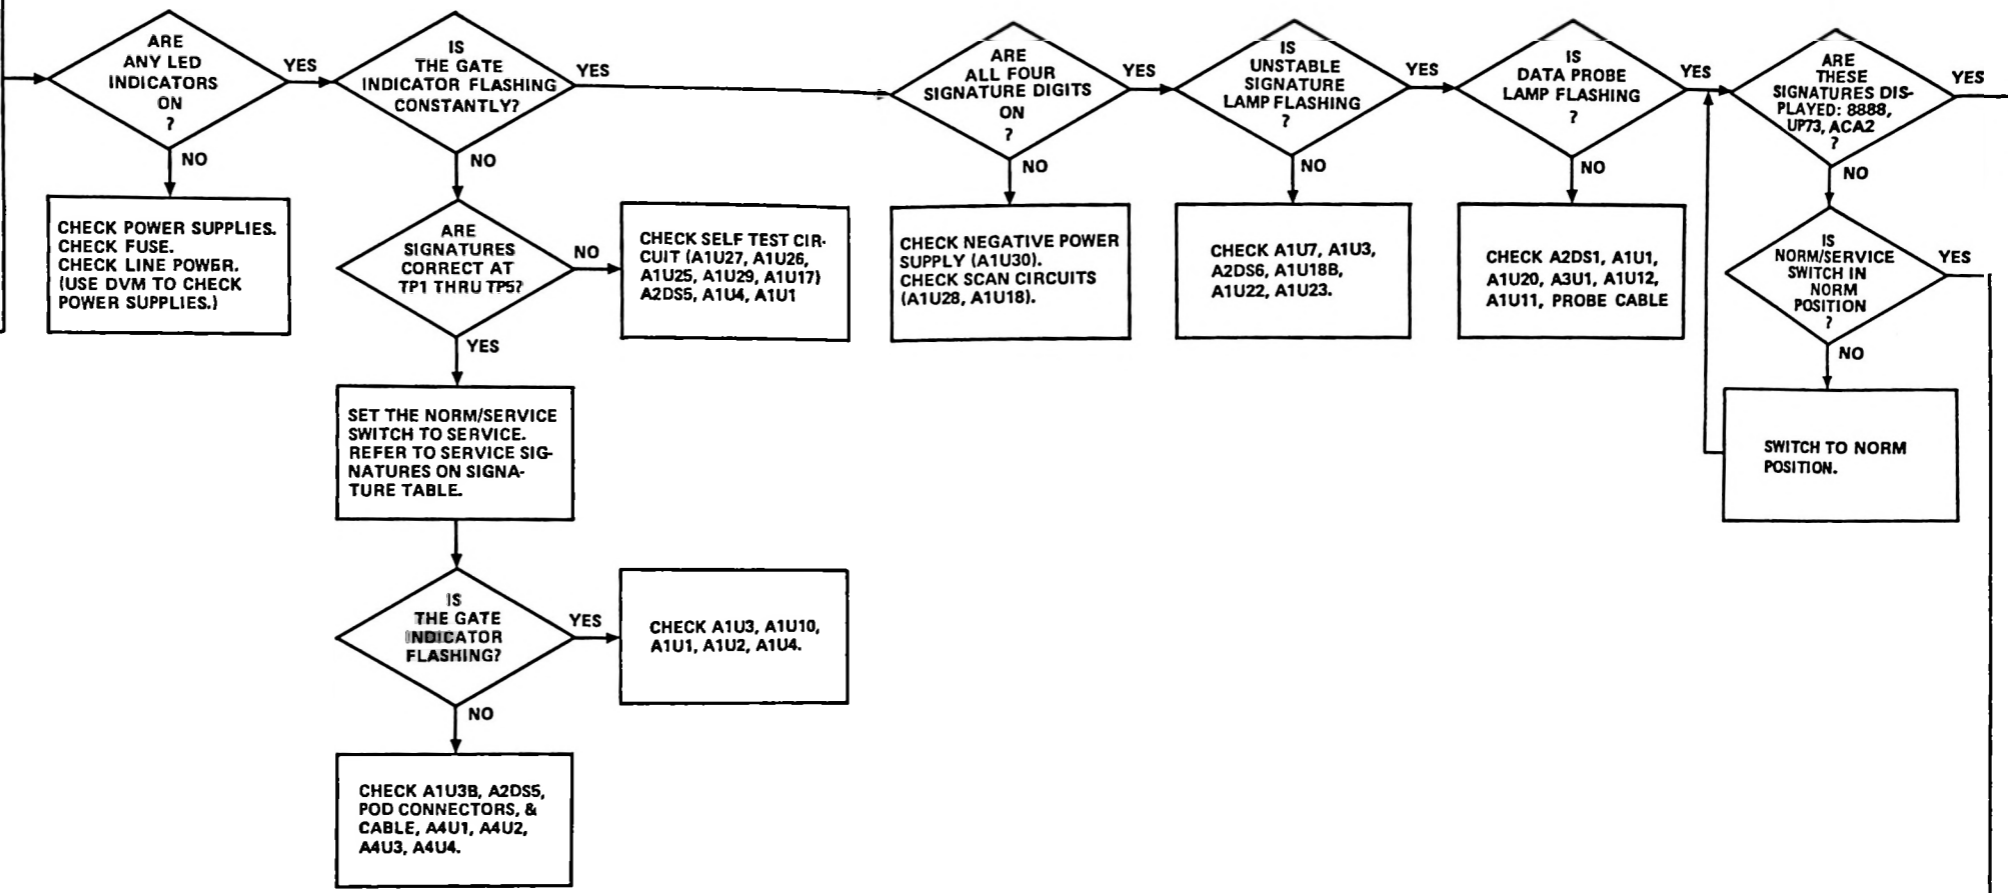 ARE
ANY LED
INDICATORS
ON
?
YES
NO
CHECK POWER SUPPLIES.
CHECK FUSE.
CHECK LINE POWER.
(USE DVM TO CHECK
POWER SUPPLIES.)
IS
THE GATE
INDICATOR FLASHING
CONSTANTLY?
YES
NO
ARE
SIGNATURES
CORRECT AT
TP1 THRU TP5?
NO
YES
CHECK SELF TEST CIR-
CUIT (A1U27, A1U26,
A1U25, A1U29, A1U17)
A2DS5, A1U4, A1U1
SET THE NORM/SERVICE
SWITCH TO SERVICE.
REFER TO SERVICE SIG-
NATURES ON SIGNA-
TURE TABLE.
IS
THE GATE
INDICATOR
FLASHING?
YES
NO
CHECK A1U3, A1U10,
A1U1, A1U2, A1U4.
CHECK A1U3B, A2DS5,
POD CONNECTORS, &
CABLE, A4U1, A4U2,
A4U3, A4U4.
ARE
ALL FOUR
SIGNATURE DIGITS
ON
?
YES
NO
CHECK NEGATIVE POWER
SUPPLY (A1U30).
CHECK SCAN CIRCUITS
(A1U28, A1U18).
IS
UNSTABLE
SIGNATURE
LAMP FLASHING
?
YES
NO
CHECK A1U7, A1U3,
A2DS6, A1U18B,
A1U22, A1U23.
IS
DATA PROBE
LAMP FLASHING
?
YES
NO
CHECK A2DS1, A1U1,
A1U20, A3U1, A1U12,
A1U11, PROBE CABLE
ARE
THESE
SIGNATURES DIS-
PLAYED: 8888,
UP73, ACA2
?
YES
NO
IS
NORM/SERVICE
SWITCH IN
NORM
POSITION
?
YES
NO
SWITCH TO NORM
POSITION.